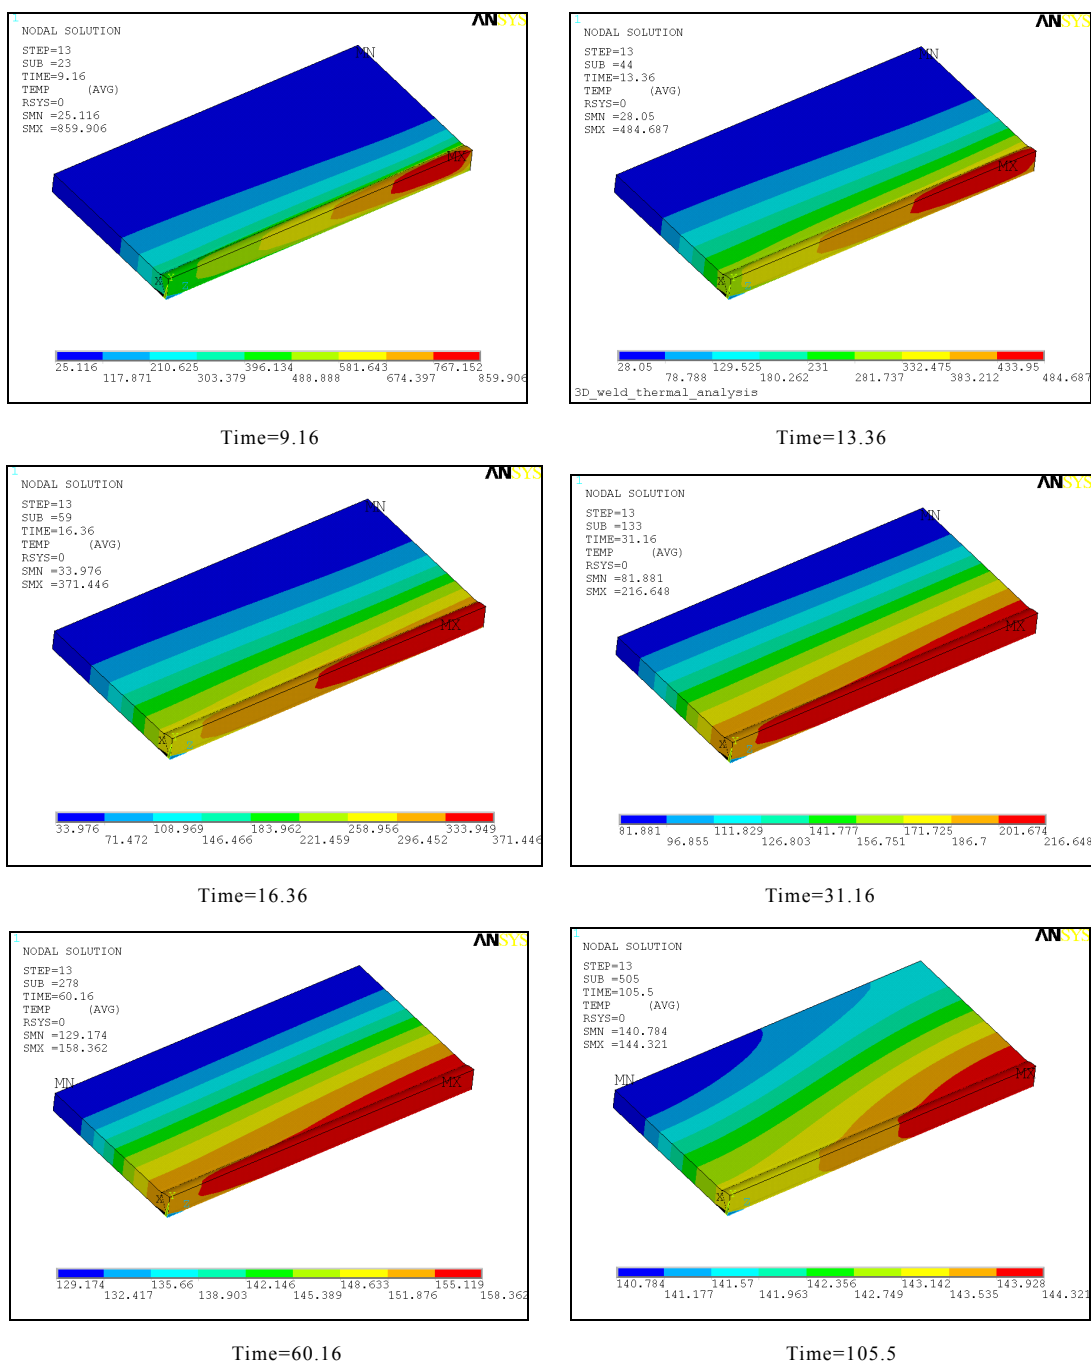 1
ANSYS
NODAL SOLUTION
STEP=13
SUB =23
TIME=9.16
TEMP (AVG)
RSYS=0
SMN =25.116
SMX =859.906
MN
MX
X
Y
Z
25.116 210.625 396.134 581.643 767.152
117.871 303.379 488.888 674.397 859.906
Time=9.16
1
ANSYS
NODAL SOLUTION
STEP=13
SUB =44
TIME=13.36
TEMP (AVG)
RSYS=0
SMN =28.05
SMX =484.687
MN
MX
X
Y
Z
28.05 129.525 231 332.475 433.95
78.788 180.262 281.737 383.212 484.687
3D_weld_thermal_analysis
Time=13.36
1
ANSYS
NODAL SOLUTION
STEP=13
SUB =59
TIME=16.36
TEMP (AVG)
RSYS=0
SMN =33.976
SMX =371.446
MN
MX
X
Y
Z
33.976 108.969 183.962 258.956 333.949
71.472 146.466 221.459 296.452 371.446
Time=16.36
1
ANSYS
NODAL SOLUTION
STEP=13
SUB =133
TIME=31.16
TEMP (AVG)
RSYS=0
SMN =81.881
SMX =216.648
MN
MX
X
Y
Z
81.881 111.829 141.777 171.725 201.674
96.855 126.803 156.751 186.7 216.648
Time=31.16
1
ANSYS
NODAL SOLUTION
STEP=13
SUB =278
TIME=60.16
TEMP (AVG)
RSYS=0
SMN =129.174
SMX =158.362
MN
MX
X
Y
Z
129.174 135.66 142.146 148.633 155.119
132.417 138.903 145.389 151.876 158.362
Time=60.16
1
ANSYS
NODAL SOLUTION
STEP=13
SUB =505
TIME=105.5
TEMP (AVG)
RSYS=0
SMN =140.784
SMX =144.321
MN
MX
X
Y
Z
140.784 141.57 142.356 143.142 143.928
141.177 141.963 142.749 143.535 144.321
Time=105.5